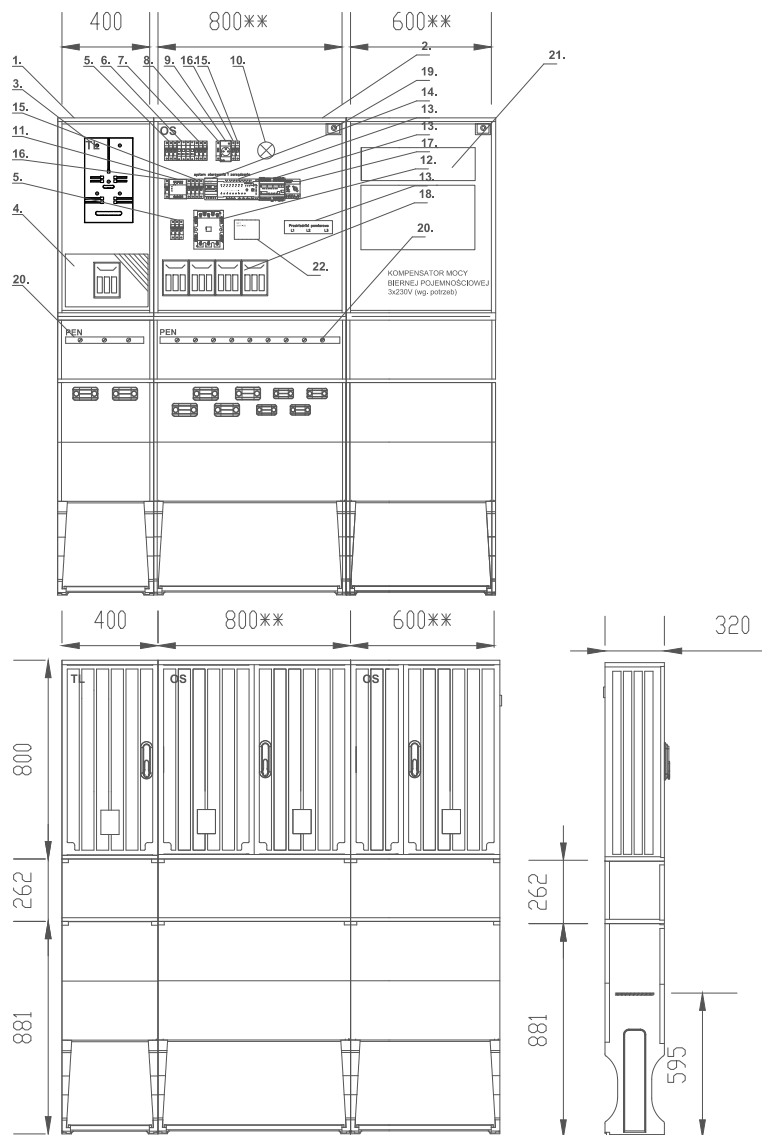 400 800** 600**
1. 5. 6. 7. 8. 9. 16. 15. 10. 2. 21.
3. 19.
15. 14.
11. 13.
16. 13.
5. 17.
4. 12.
13.
18.
20. 20.
22.
TL OS
system sterowania i zarządzania
Przekładniki pomiarowe
L1 L2 L3
KOMPENSATOR MOCY
BIERNEJ POJEMNOŚCIOWEJ
3x230V (wg. potrzeb)
PEN PEN
400 800** 600** 320
TL OS OS
800
262 262
881 881
595